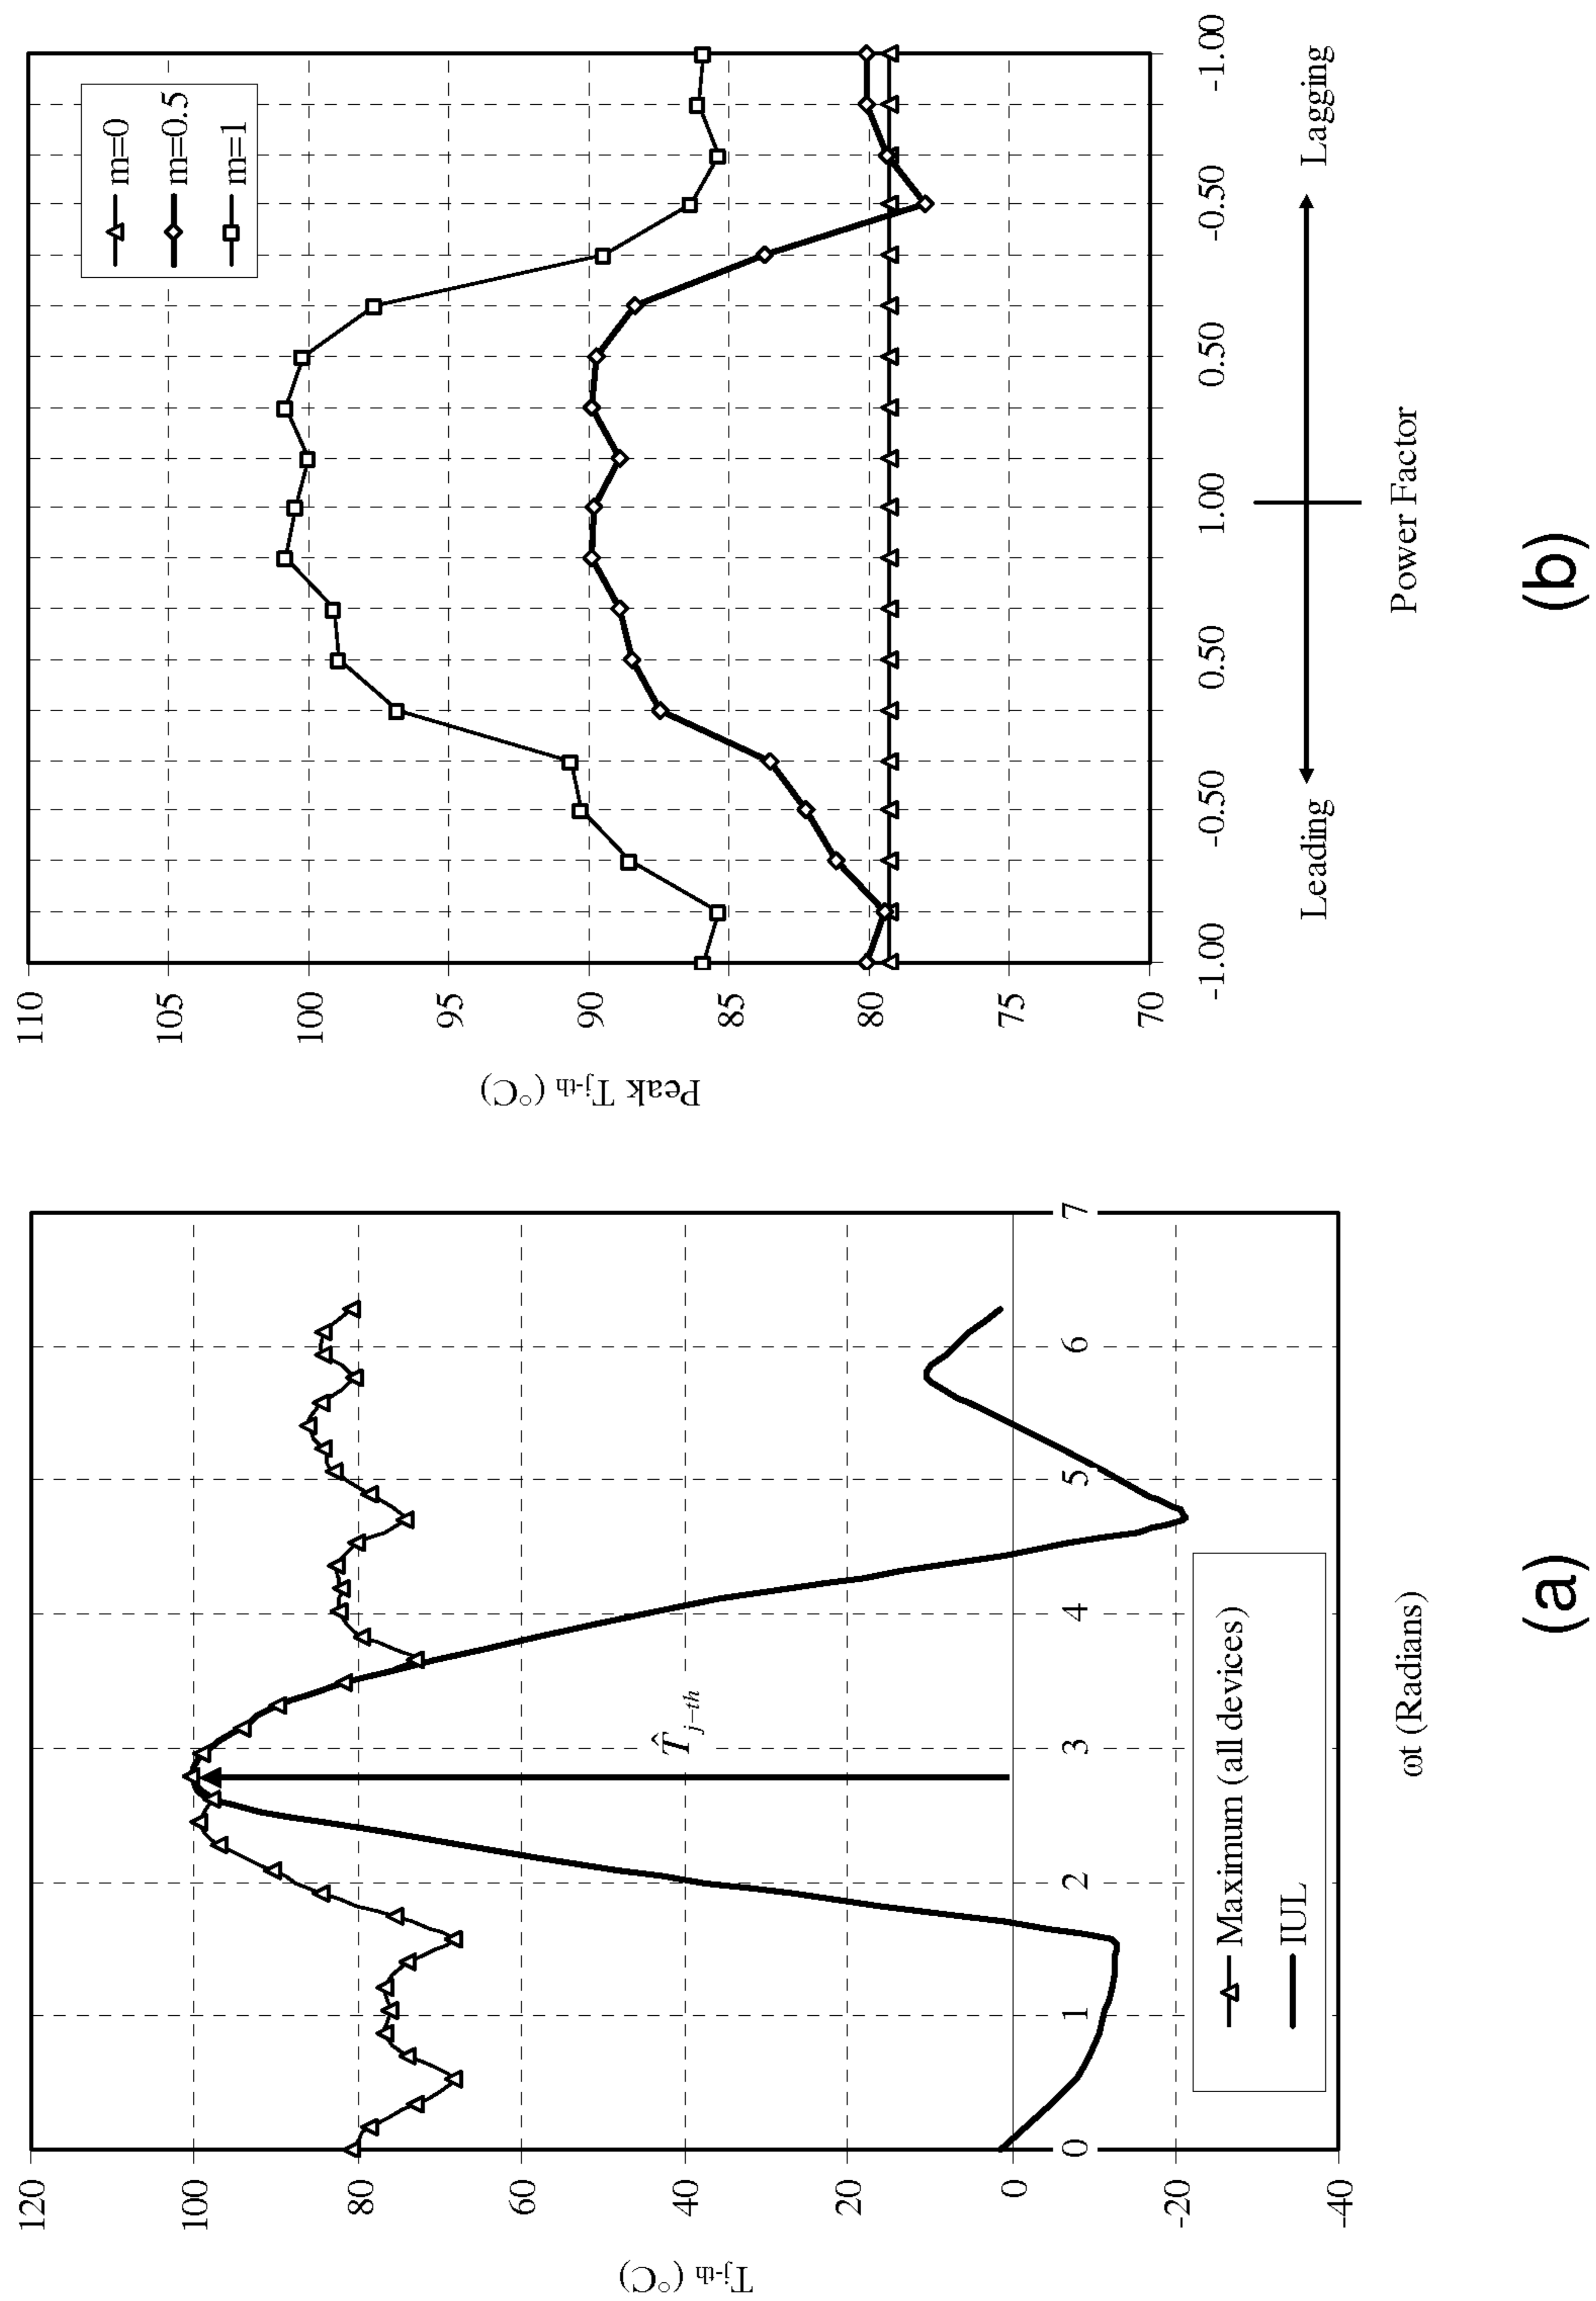 120
100
80
60
40
20
0
-20
-40
T j-th (°C)
0
1
2
3
4
5
6
7
T̂ j−th
Maximum (all devices)
IUL
ωt (Radians)
(a)
110
105
100
95
90
85
80
75
70
Peak T j-th (°C)
m=0
m=0.5
m=1
-1.00
-0.50
0.50
1.00
0.50
-0.50
-1.00
Leading
Lagging
Power Factor
(b)